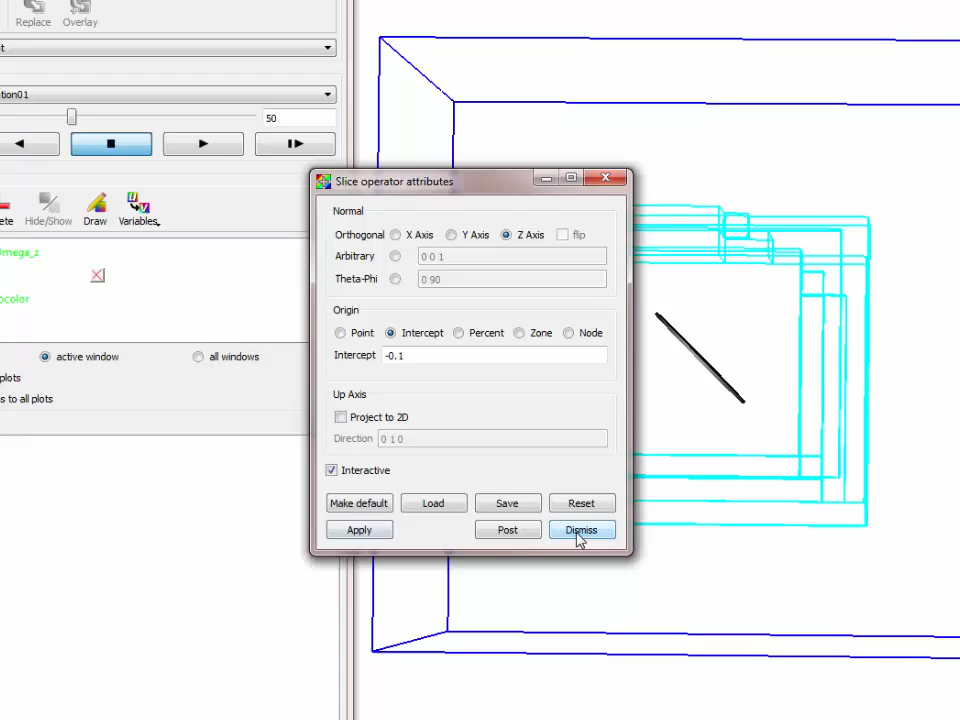 Replace Overlay
tion01
50
Hide/Show Draw Variables
mega_z
ocolor
active window all windows
plots
s to all plots
Slice operator attributes
Normal
Orthogonal X Axis Y Axis Z Axis flip
Arbitrary 0 0 1
Theta-Phi 0 90
Origin
Point Intercept Percent Zone Node
Intercept -0.1
Up Axis
Project to 2D
Direction 0 1 0
Interactive
Make default Load Save Reset
Apply Post Dismiss